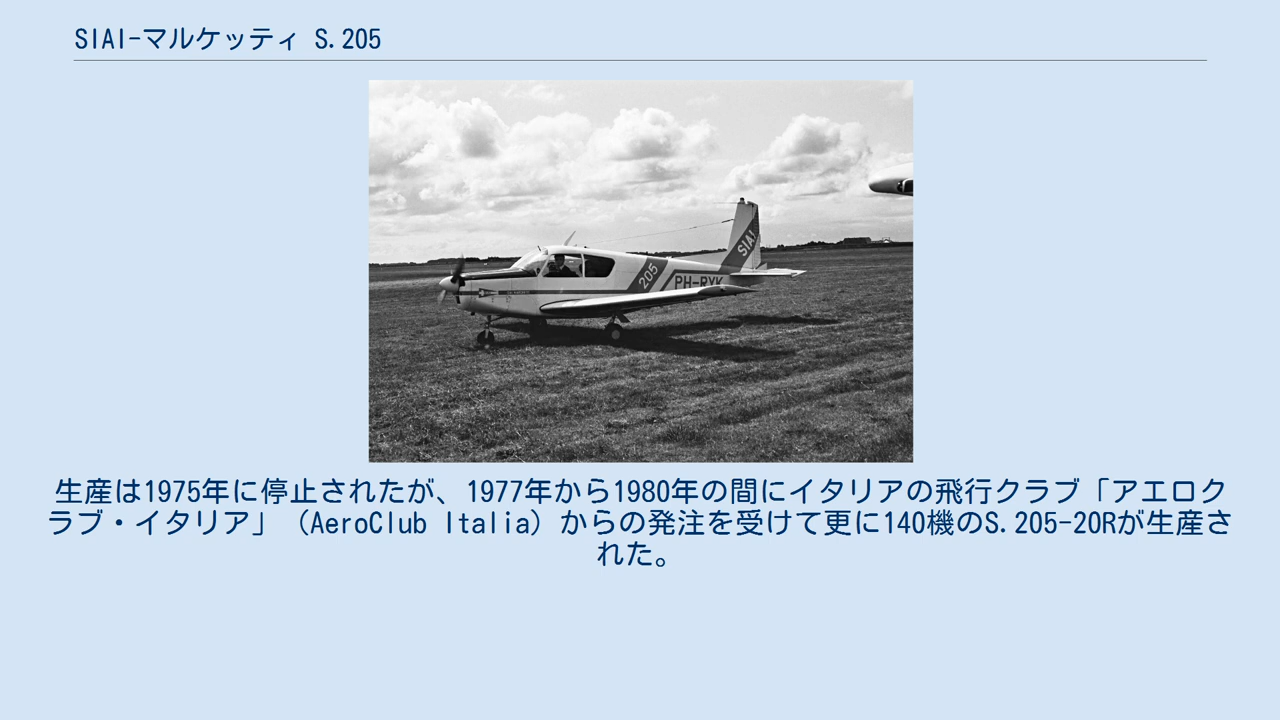 SIAI-マルケッティ S.205
SIAI
205
PH-RYK
生産は1975年に停止されたが、1977年から1980年の間にイタリアの飛行クラブ「アエロク
ラブ・イタリア」（AeroClub Italia）からの発注を受けて更に140機のS.205-20Rが生産さ
れた。